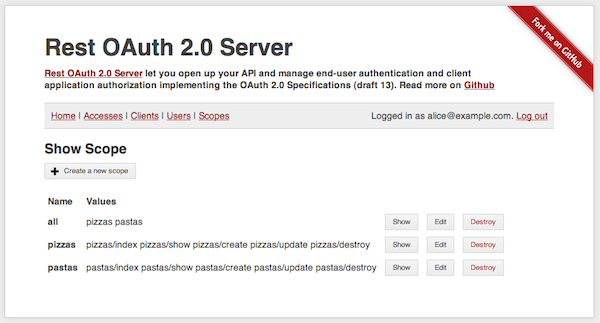 Fork me on GitHub
Rest OAuth 2.0 Server
Rest OAuth 2.0 Server let you open up your API and manage end-user authentication and client
application authorization implementing the OAuth 2.0 Specifications (draft 13). Read more on Github
Home | Accesses | Clients | Users | Scopes Logged in as alice@example.com. Log out
Show Scope
Create a new scope
Name Values
all pizzas pastas Show Edit Destroy
pizzas pizzas/index pizzas/show pizzas/create pizzas/update pizzas/destroy Show Edit Destroy
pastas pastas/index pastas/show pastas/create pastas/update pastas/destroy Show Edit Destroy